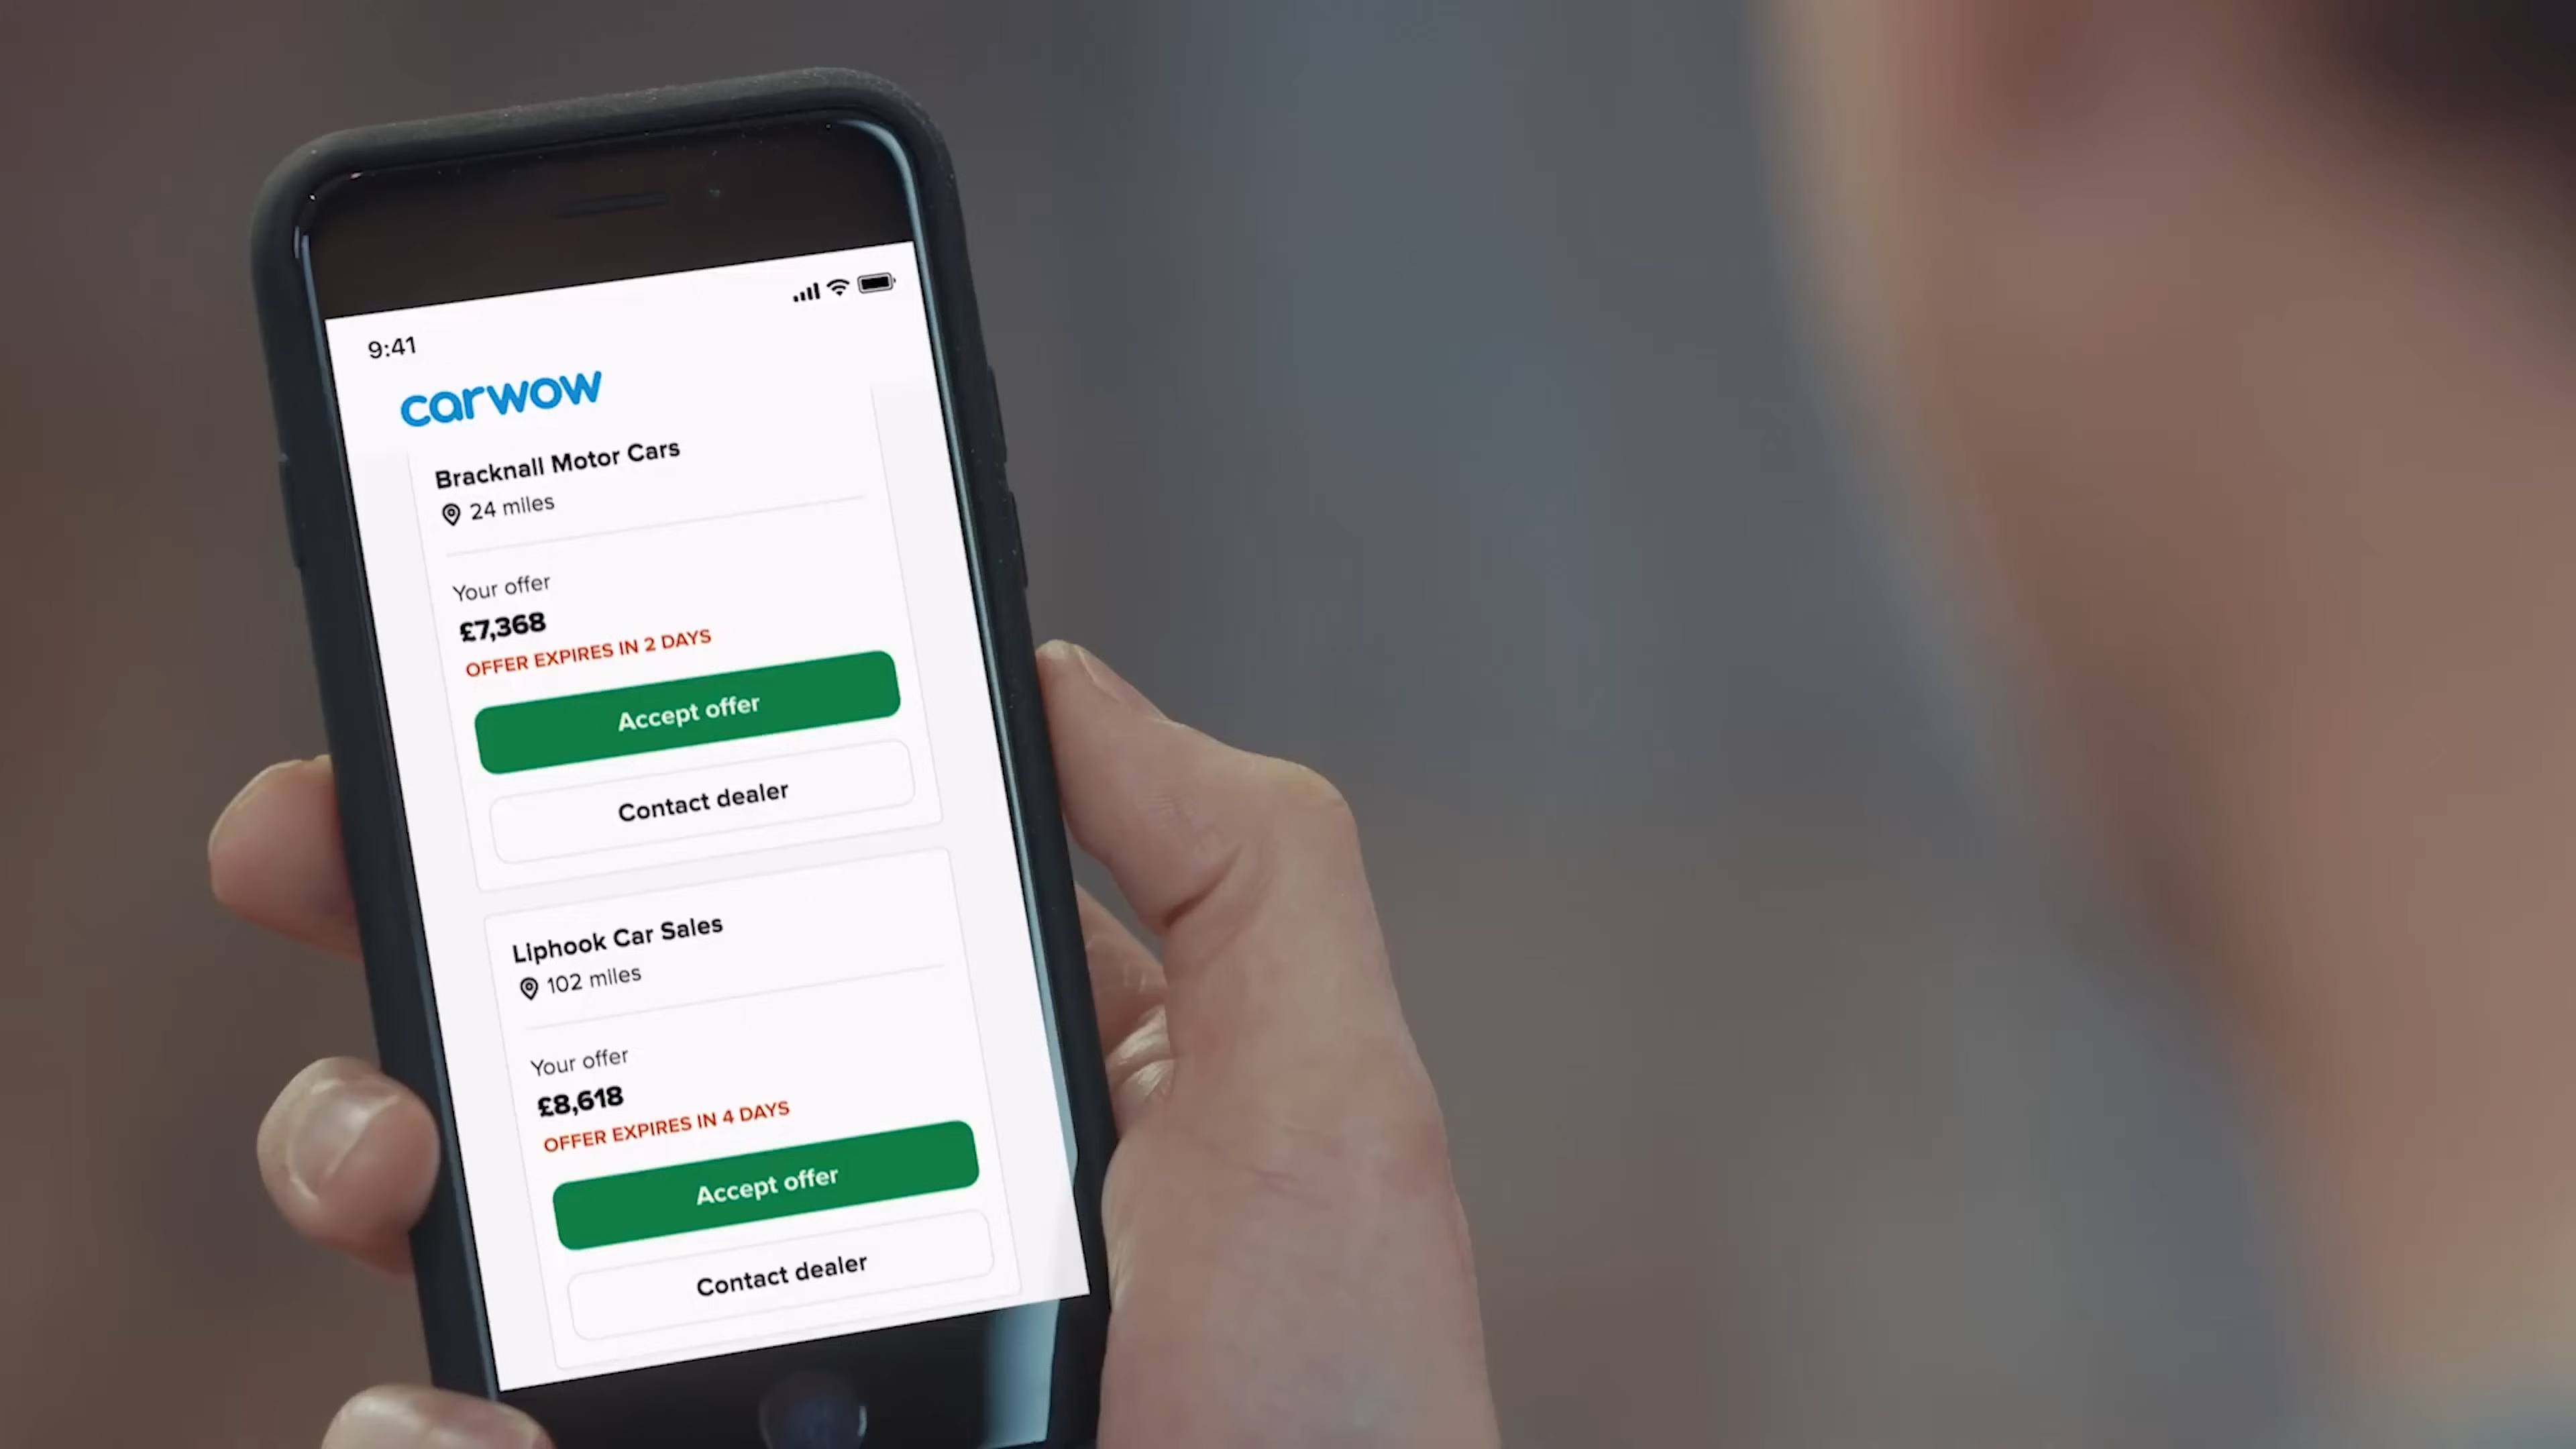 9:41
carwow
Bracknall Motor Cars
24 miles
Your offer
£7,368
OFFER EXPIRES IN 2 DAYS
Accept offer
Contact dealer
Liphook Car Sales
102 miles
Your offer
£8,618
OFFER EXPIRES IN 4 DAYS
Accept offer
Contact dealer